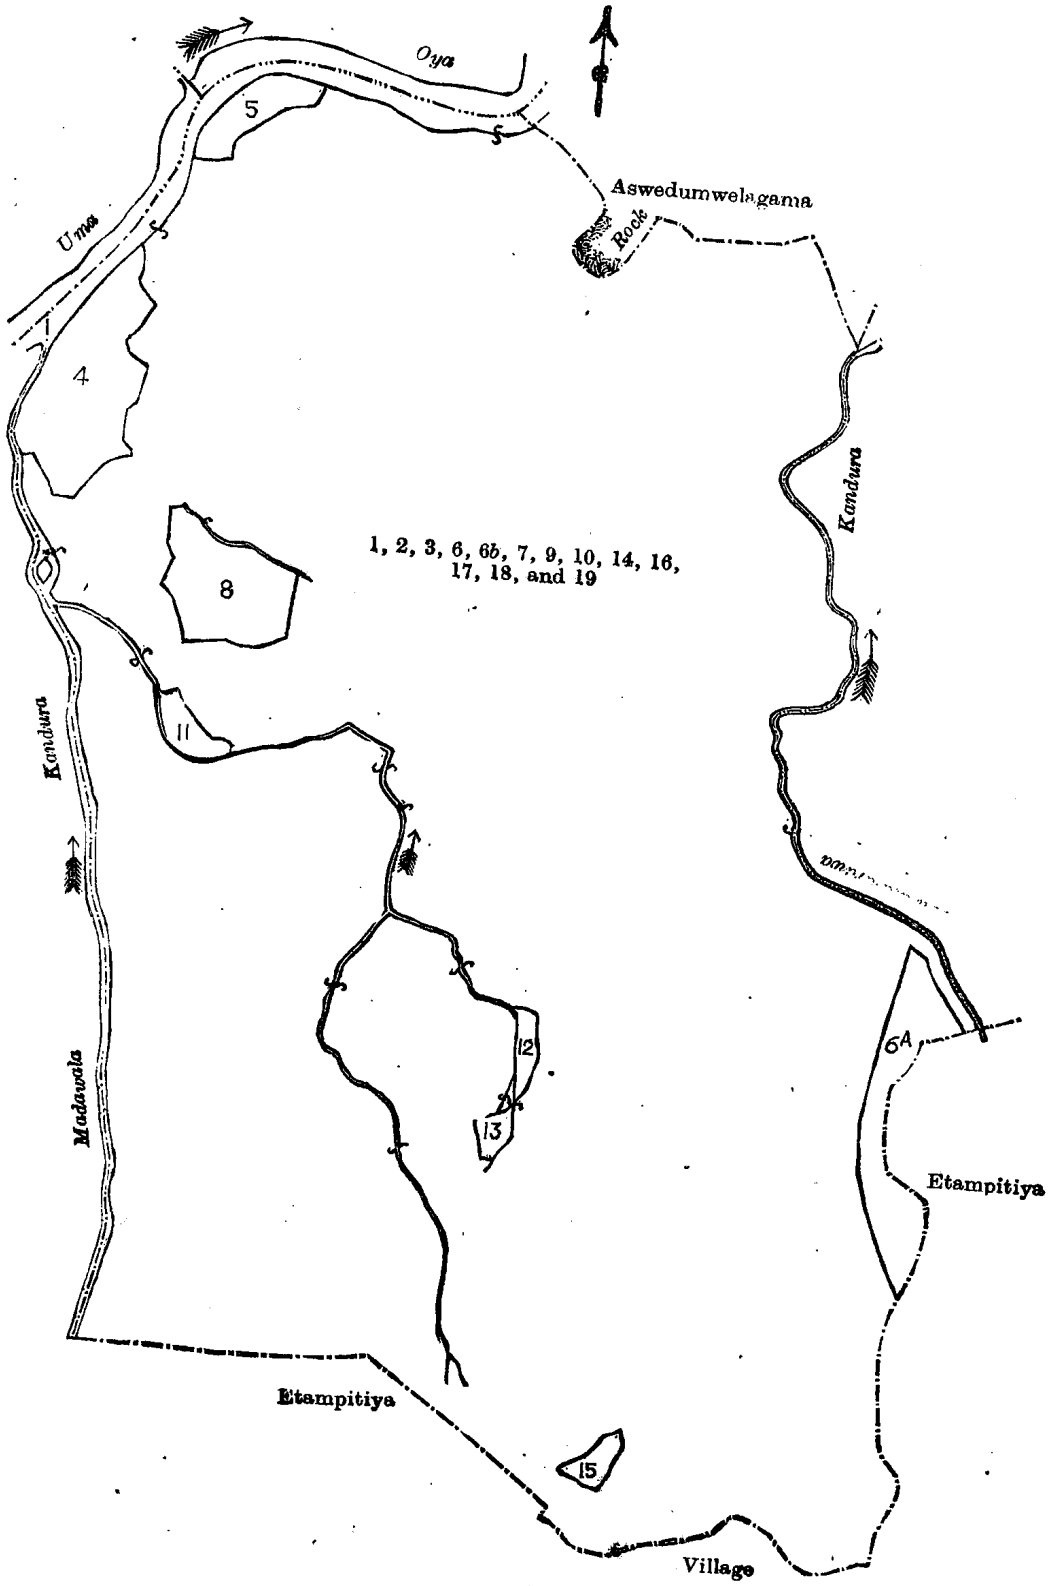 Oya
5
Uma
Aswedumwelagama
Rock
4
Kandura
1, 2, 3, 6, 6b, 7, 9, 10, 14, 16,
17, 18, and 19
8
Kandura
11
12
6A
Madawala
13
Etampitiya
Etampitiya
15
Village